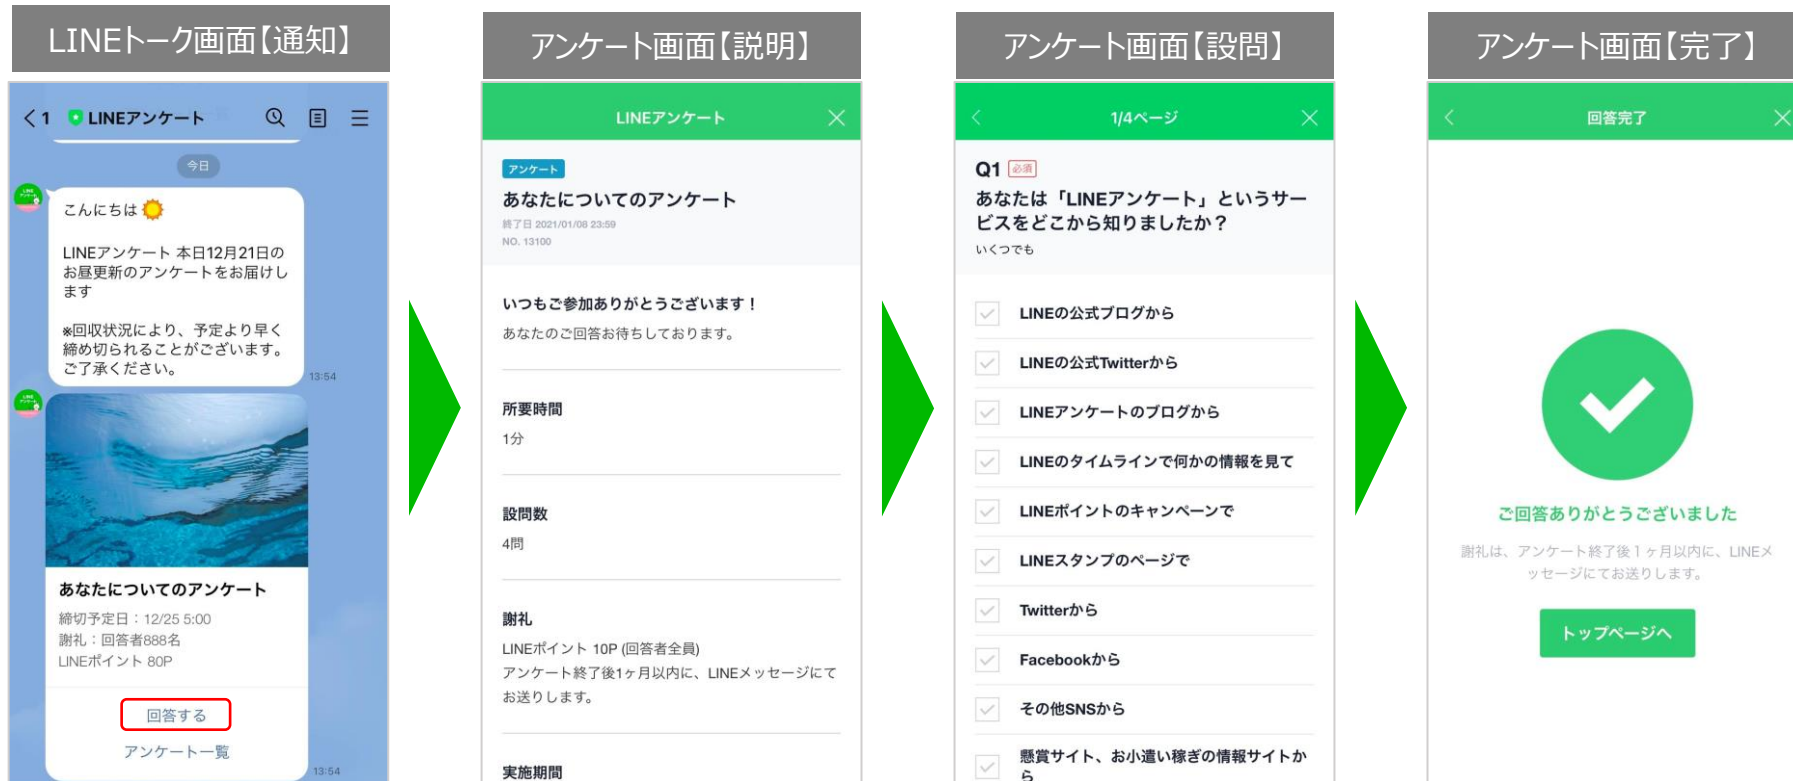 LINEトーク画面【通知】
< 1 LINEアンケート
今日
こんにちは
LINEアンケート 本日12月21日の
お昼更新のアンケートをお届けし
ます
※回収状況により、予定より早く
締め切られることがございます。
ご了承ください。
13:54
あなたについてのアンケート
締切予定日：12/25 5:00
謝礼：回答者888名
LINEポイント 80P
回答する
アンケート一覧
13:54
アンケート画面【説明】
LINEアンケート
アンケート
あなたについてのアンケート
終了日 2021/01/08 23:59
NO. 13100
いつもご参加ありがとうございます！
あなたのご回答お待ちしております。
所要時間
1分
設問数
4問
謝礼
LINEポイント 10P (回答者全員)
アンケート終了後1ヶ月以内に、LINEメッセージにて
お送りします。
実施期間
アンケート画面【設問】
1/4ページ
Q1 必須
あなたは「LINEアンケート」というサー
ビスをどこから知りましたか？
いくつでも
LINEの公式ブログから
LINEの公式Twitterから
LINEアンケートのブログから
LINEのタイムラインで何かの情報を見て
LINEポイントのキャンペーンで
LINEスタンプのページで
Twitterから
Facebookから
その他SNSから
懸賞サイト、お小遣い稼ぎの情報サイトか
ら
アンケート画面【完了】
回答完了
ご回答ありがとうございました
謝礼は、アンケート終了後１ヶ月以内に、LINEメ
ッセージにてお送りします。
トップページへ